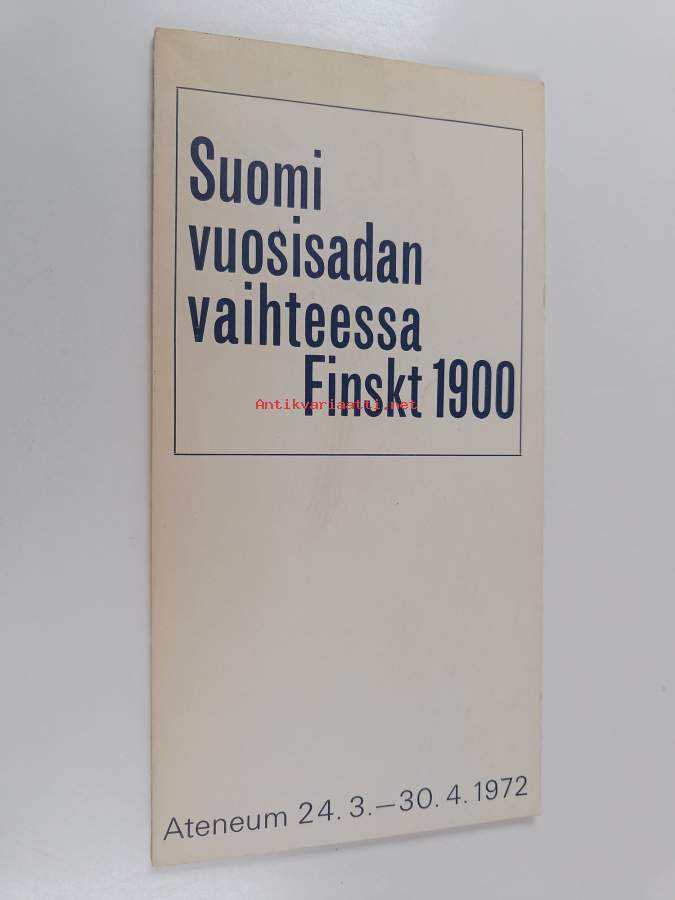 Suomi
vuosisadan
vaihteessa
Finskt 1900
Antikvariaatti.net
Ateneum 24.3.—30.4.1972